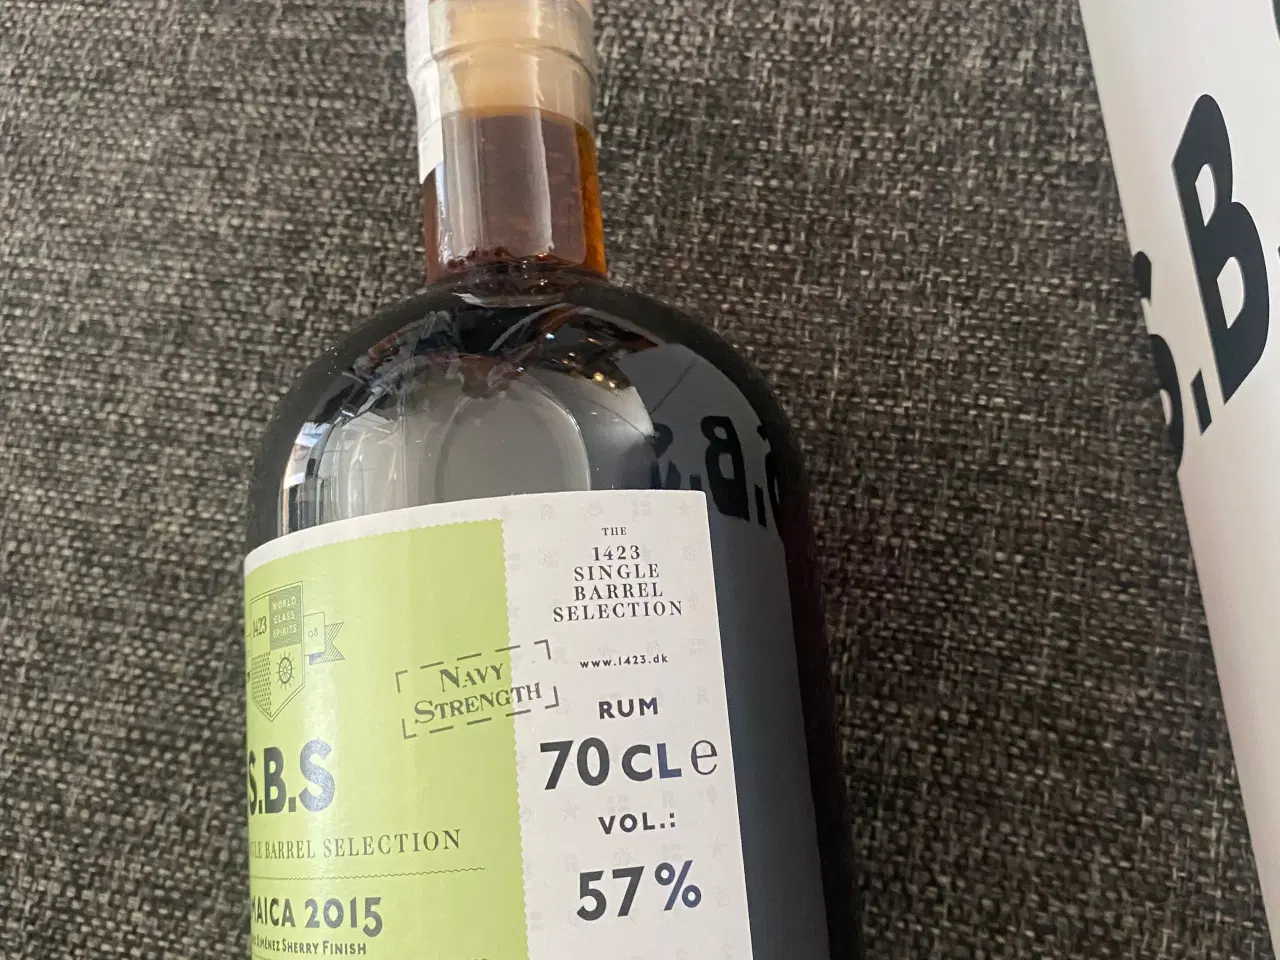 THE
1423
SINGLE
BARREL
SELECTION
www.1423.dk
RUM
70 CL e
VOL.:
57%
1423
WORLD
CLASS
SPIRITS
08
NAVY
STRENGTH
S.B.S
BARREL SELECTION
2015
SHERRY FINISH
.B.